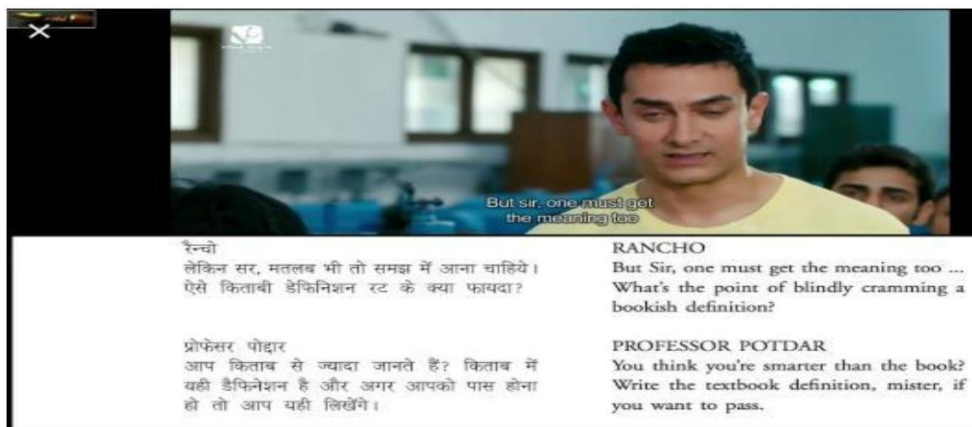 But sir, one must get
the meaning too
रैन्चो
लेकिन सर, मतलब भी तो समझ में आना चाहिये।
ऐसे किताबी डेफिनिशन रट के क्या फायदा?
प्रोफेसर पोद्दार
आप किताब से ज्यादा जानते हैं? किताब में
यही डैफिनेशन है और अगर आपको पास होना
हो तो आप यही लिखेंगे।
RANCHO
But Sir, one must get the meaning too ...
What's the point of blindly cramming a
bookish definition?
PROFESSOR POTDAR
You think you're smarter than the book?
Write the textbook definition, mister, if
you want to pass.